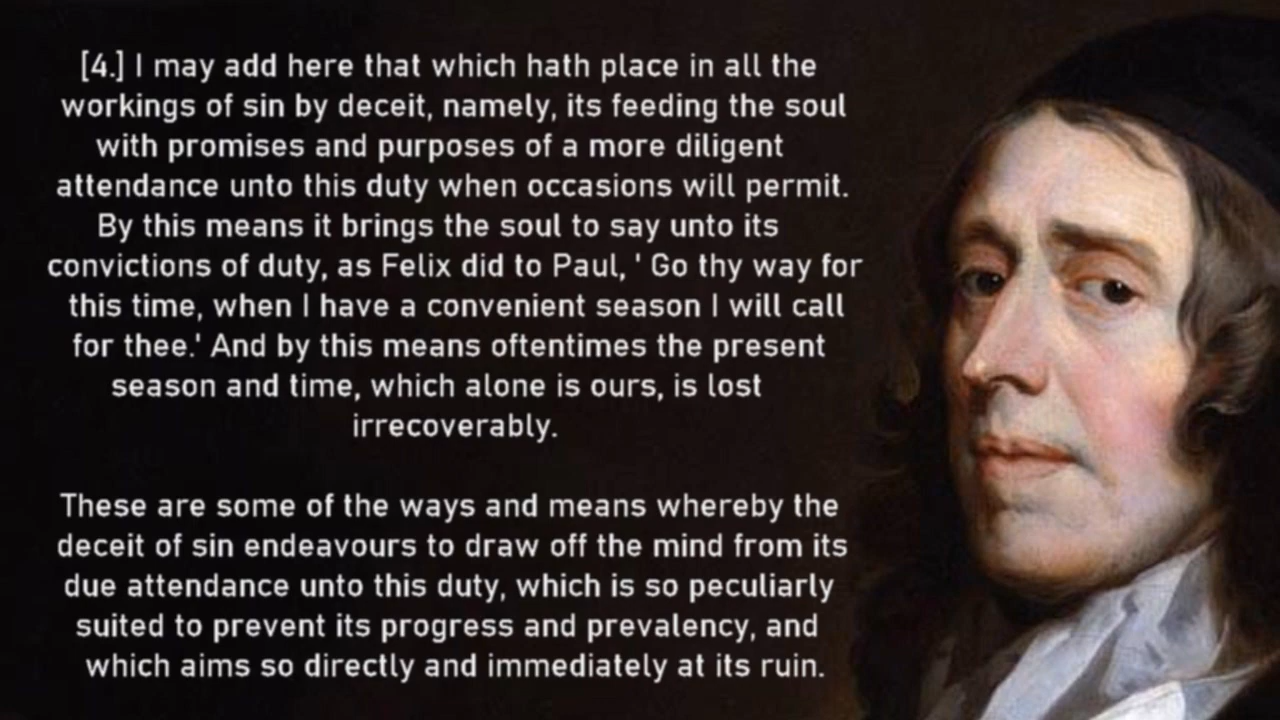 [4.] I may add here that which hath place in all the
workings of sin by deceit, namely, its feeding the soul
with promises and purposes of a more diligent
attendance unto this duty when occasions will permit.
By this means it brings the soul to say unto its
convictions of duty, as Felix did to Paul, ' Go thy way for
this time, when I have a convenient season I will call
for thee.' And by this means oftentimes the present
season and time, which alone is ours, is lost
irrecoverably.
These are some of the ways and means whereby the
deceit of sin endeavours to draw off the mind from its
due attendance unto this duty, which is so peculiarly
suited to prevent its progress and prevalency, and
which aims so directly and immediately at its ruin.